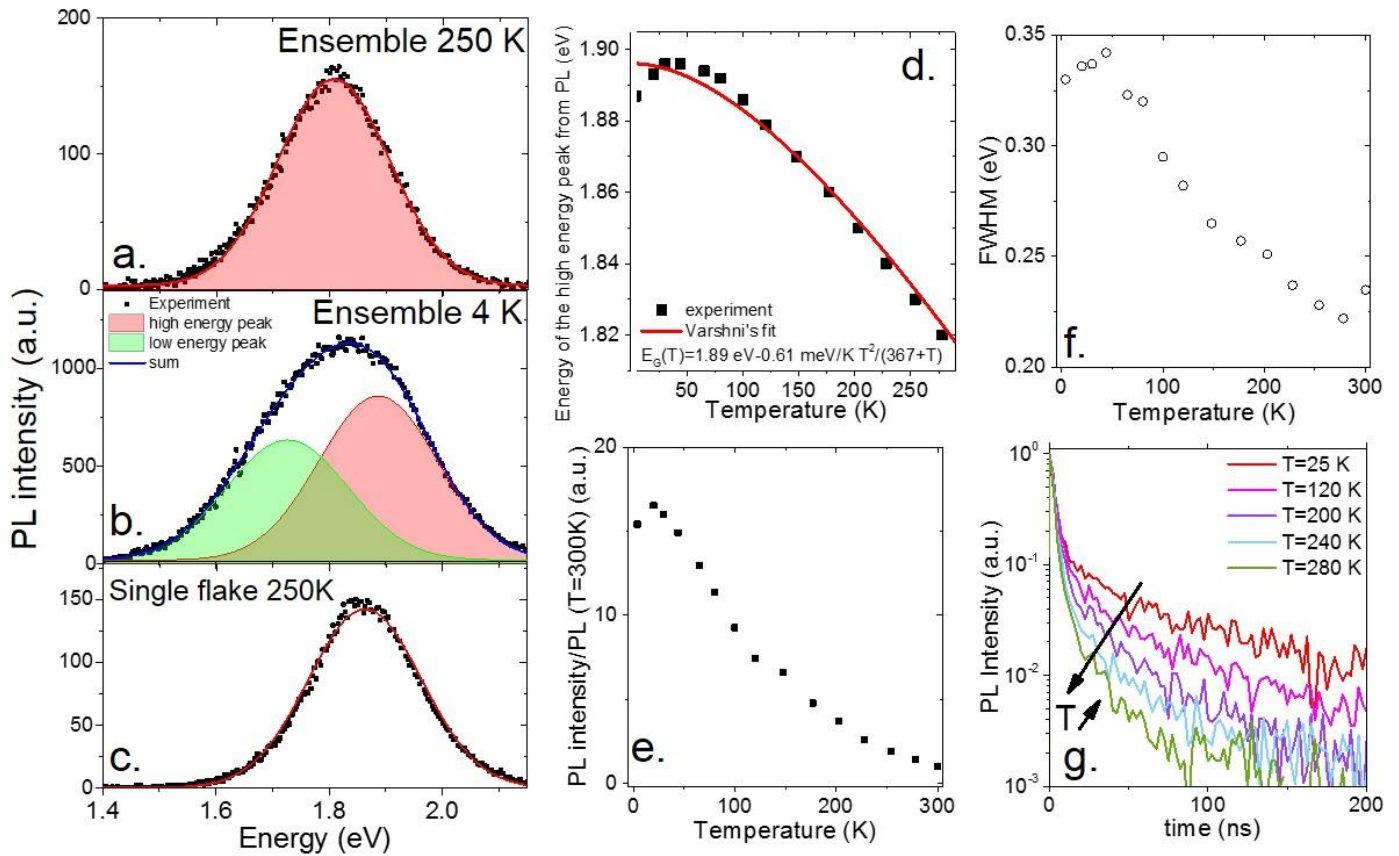 PL intensity (a.u.)
200
100
0
Ensemble 250 K
a.
1000
500
0
Experiment
high energy peak
low energy peak
sum
Ensemble 4 K
b.
150
100
50
0
Single flake 250K
c.
1.4 1.6 1.8 2.0
Energy (eV)
Energy of the high energy peak from PL (eV)
1.90
1.88
1.86
1.84
1.82
d.
experiment
Varshni's fit
E_G(T)=1.89 eV-0.61 meV/K T²/(367+T)
50 100 150 200 250
Temperature (K)
PL intensity/PL (T=300K) (a.u.)
20
10
0
e.
0 100 200 300
Temperature (K)
FWHM (eV)
0.35
0.30
0.25
0.20
f.
0 100 200 300
Temperature (K)
PL Intensity (a.u.)
10⁰
10⁻¹
10⁻²
10⁻³
T=25 K
T=120 K
T=200 K
T=240 K
T=280 K
T
g.
0 100 200
time (ns)